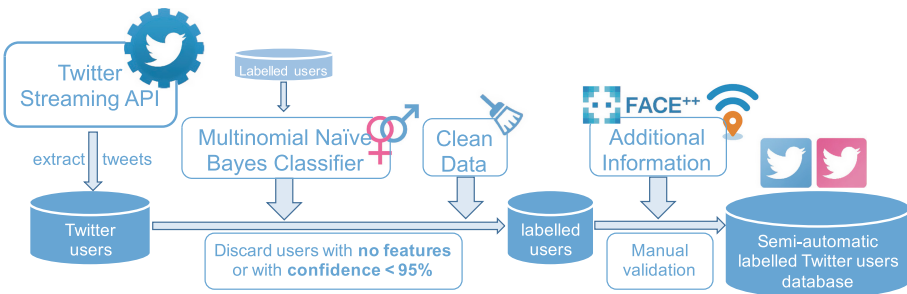 Twitter
Streaming API
extract tweets
Twitter
users
Labelled users
Multinomial Naïve
Bayes Classifier
Clean
Data
Discard users with no features
or with confidence < 95%
labelled
users
FACE++
Additional
Information
Manual
validation
Semi-automatic
labelled Twitter users
database